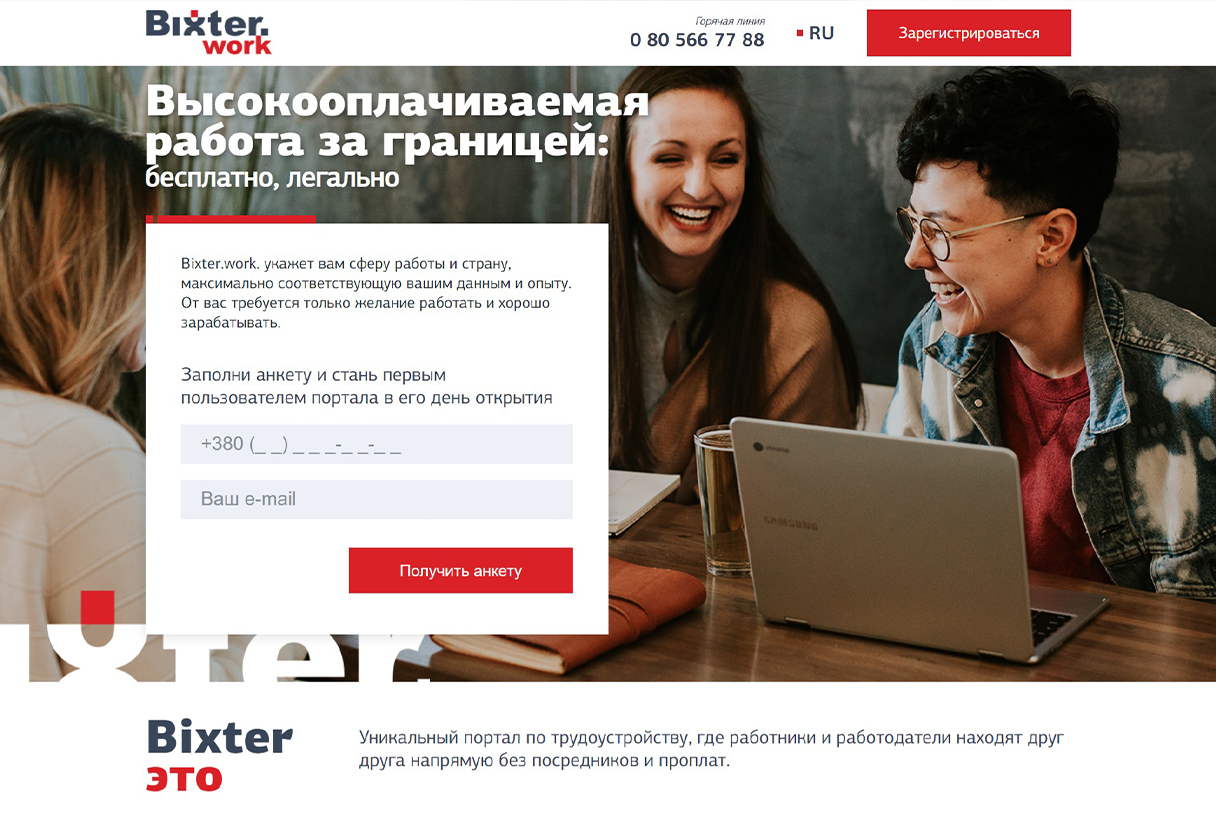 Bixter.
work
Горячая линия
0 80 566 77 88
RU
Зарегистрироваться
Высокооплачиваемая
работа за границей:
бесплатно, легально
Bixter.work. укажет вам сферу работы и страну,
максимально соответствующую вашим данным и опыту.
От вас требуется только желание работать и хорошо
зарабатывать.
Заполни анкету и стань первым
пользователем портала в его день открытия
+380 (_ _) _ _ _-_ _-_ _
Ваш e-mail
Получить анкету
chrome
SAMSUNG
ixter.
Bixter
это
Уникальный портал по трудоустройству, где работники и работодатели находят друг
друга напрямую без посредников и проплат.